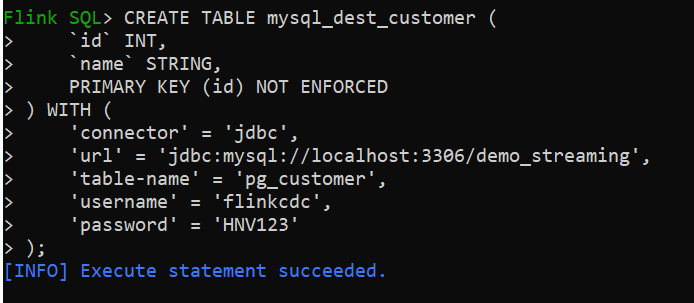 Flink SQL> CREATE TABLE mysql_dest_customer (
>     `id` INT,
>     `name` STRING,
>     PRIMARY KEY (id) NOT ENFORCED
> ) WITH (
>     'connector' = 'jdbc',
>     'url' = 'jdbc:mysql://localhost:3306/demo_streaming',
>     'table-name' = 'pg_customer',
>     'username' = 'flinkcdc',
>     'password' = 'HNV123'
> );
[INFO] Execute statement succeeded.